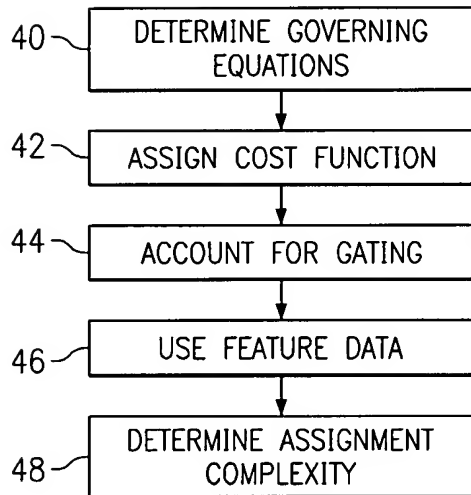 40 DETERMINE GOVERNING
EQUATIONS
42 ASSIGN COST FUNCTION
44 ACCOUNT FOR GATING
46 USE FEATURE DATA
48 DETERMINE ASSIGNMENT
COMPLEXITY